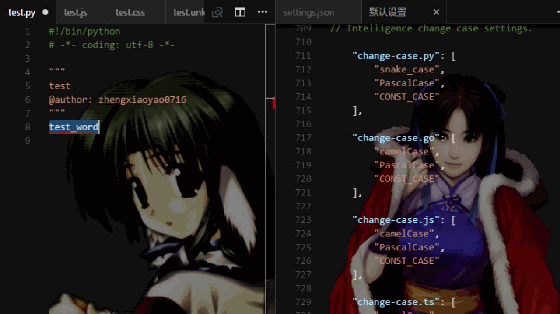 test.py
test.js
test.css
test.unk
1
2
3
4
5
6
7
8
9
#!/bin/python
# -*- coding: utf-8 -*-
"""
test
@author: zhengxiaoyao0716
"""
test_word
settings.json
默认设置
709 // Intelligence change case settings.
710
711 "change-case.py": [
712 "snake_case",
713 "PascalCase",
714 "CONST_CASE"
715 ],
716
717 "change-case.go": [
718 "camelCase",
719 "PascalCase",
720 "CONST_CASE"
721 ],
722
723 "change-case.js": [
724 "camelCase",
725 "PascalCase",
726 "CONST_CASE"
727 ],
728
729 "change-case.ts": [